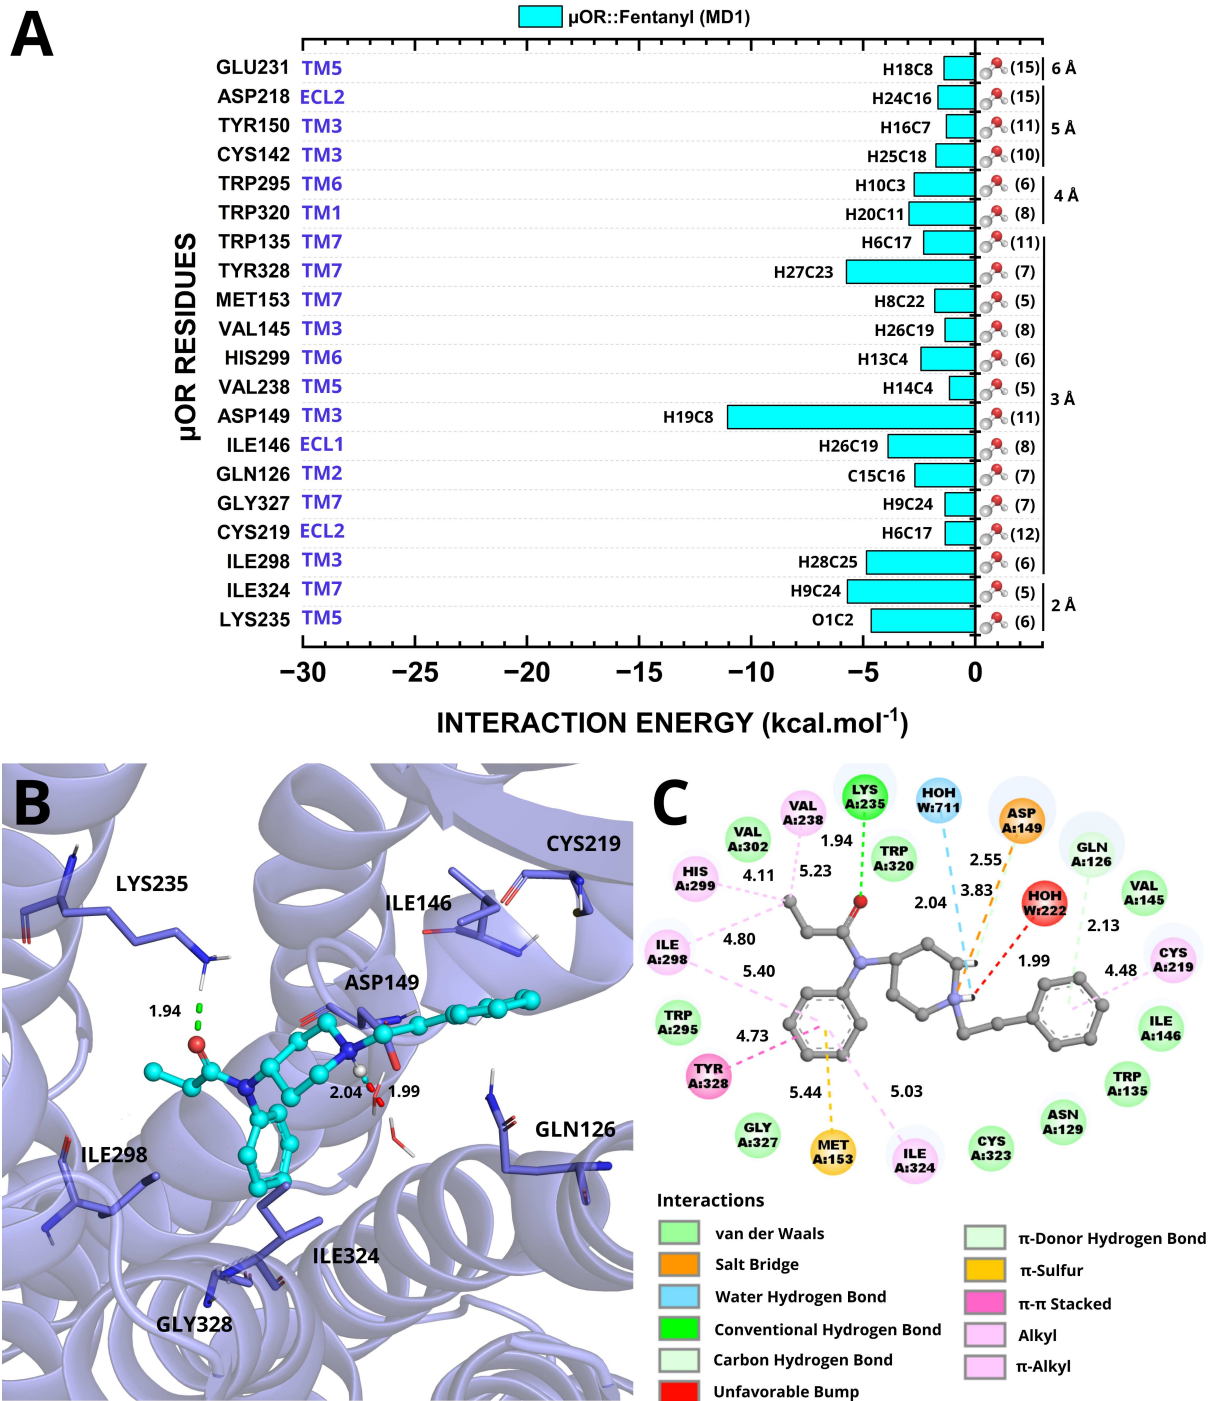 A
µOR::Fentanyl (MD1)
GLU231 TM5 H18C8 (15) 6 Å
ASP218 ECL2 H24C16 (15)
TYR150 TM3 H16C7 (11) 5 Å
CYS142 TM3 H25C18 (10)
TRP295 TM6 H10C3 (6) 4 Å
TRP320 TM1 H20C11 (8)
TRP135 TM7 H6C17 (11)
TYR328 TM7 H27C23 (7)
MET153 TM7 H8C22 (5)
VAL145 TM3 H26C19 (8)
HIS299 TM6 H13C4 (6)
VAL238 TM5 H14C4 (5) 3 Å
ASP149 TM3 H19C8 (11)
ILE146 ECL1 H26C19 (8)
GLN126 TM2 C15C16 (7)
GLY327 TM7 H9C24 (7)
CYS219 ECL2 H6C17 (12)
ILE298 TM3 H28C25 (6)
ILE324 TM7 H9C24 (5) 2 Å
LYS235 TM5 O1C2 (6)
µOR RESIDUES
−30 −25 −20 −15 −10 −5 0
INTERACTION ENERGY (kcal.mol-1)
B
CYS219
LYS235
ILE146
ASP149
1.94
2.04 1.99
GLN126
ILE298
ILE324
GLY328
C
LYS
A:235
HOH
W:711
VAL
A:238
ASP
A:149
VAL
A:302
1.94
TRP
A:320
GLN
A:126
HIS
A:299
4.11
5.23
2.55
3.83
2.04
HOH
W:222
VAL
A:145
2.13
ILE
A:298
4.80
5.40
1.99
4.48
CYS
A:219
TRP
A:295
4.73
ILE
A:146
TYR
A:328
5.44
5.03
TRP
A:135
GLY
A:327
MET
A:153
ILE
A:324
CYS
A:323
ASN
A:129
Interactions
van der Waals
Salt Bridge
Water Hydrogen Bond
Conventional Hydrogen Bond
Carbon Hydrogen Bond
Unfavorable Bump
π-Donor Hydrogen Bond
π-Sulfur
π-π Stacked
Alkyl
π-Alkyl